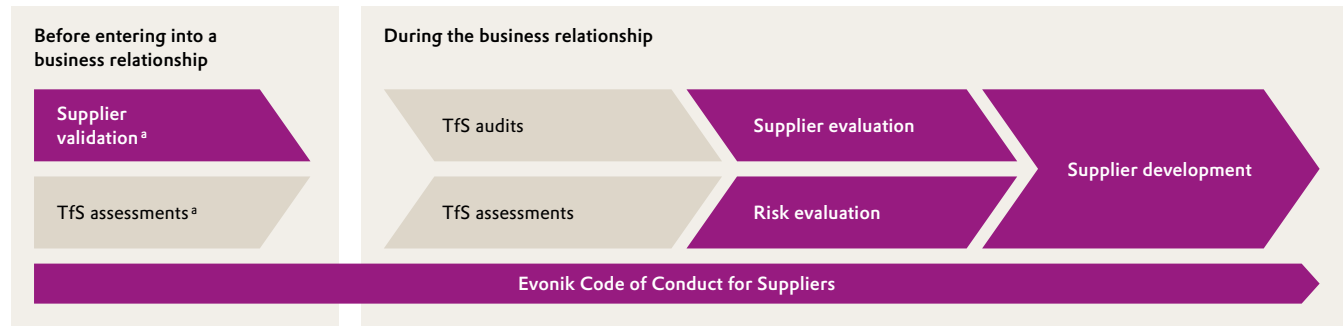 Before entering into a
business relationship
Supplier
validation a
TfS assessments a
During the business relationship
TfS audits
Supplier evaluation
TfS assessments
Risk evaluation
Supplier development
Evonik Code of Conduct for Suppliers